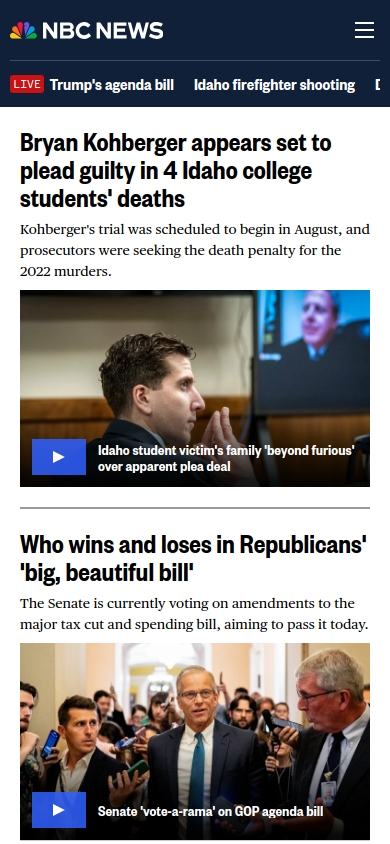 NBC NEWS
LIVE Trump's agenda bill Idaho firefighter shooting
Bryan Kohberger appears set to
plead guilty in 4 Idaho college
students' deaths
Kohberger's trial was scheduled to begin in August, and
prosecutors were seeking the death penalty for the
2022 murders.
Idaho student victim's family 'beyond furious'
over apparent plea deal
Who wins and loses in Republicans'
'big, beautiful bill'
The Senate is currently voting on amendments to the
major tax cut and spending bill, aiming to pass it today.
Senate 'vote-a-rama' on GOP agenda bill